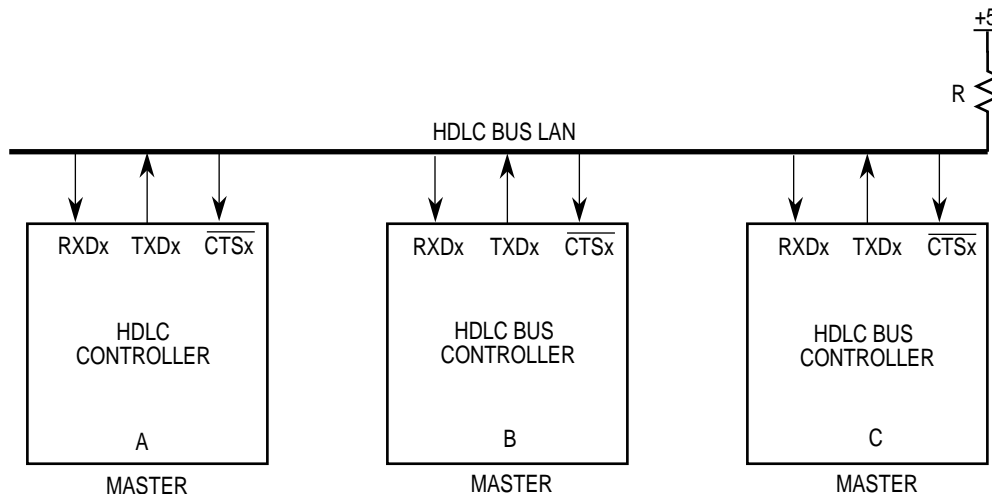 +5
R
HDLC BUS LAN
RXDx TXDx CTSx
RXDx TXDx CTSx
RXDx TXDx CTSx
HDLC
CONTROLLER
HDLC BUS
CONTROLLER
HDLC BUS
CONTROLLER
A
B
C
MASTER
MASTER
MASTER